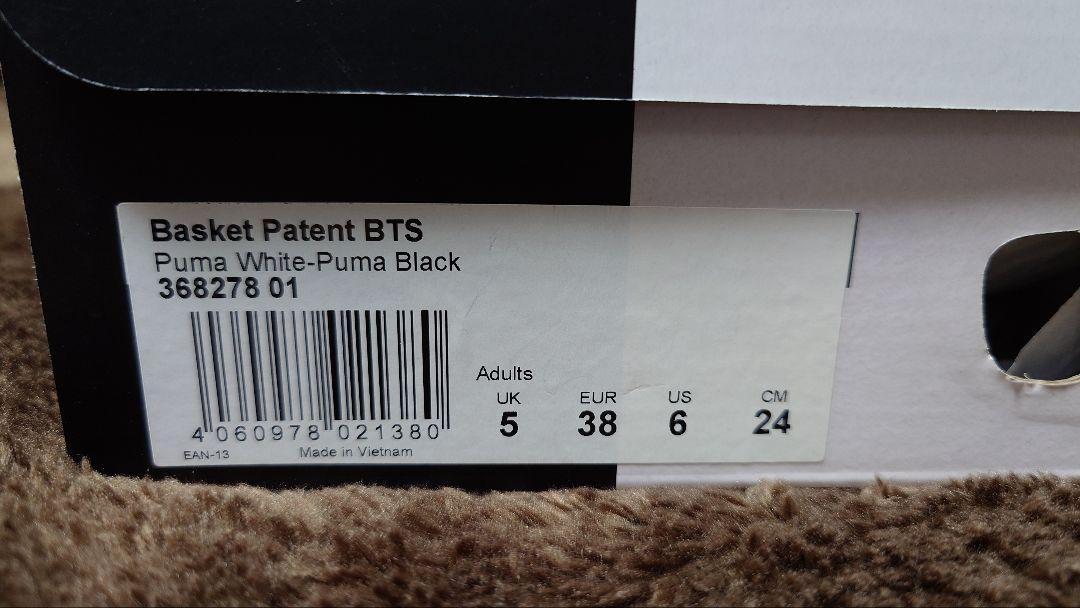 Basket Patent BTS
Puma White-Puma Black
368278 01
4 060978 021380
EAN-13 Made in Vietnam
Adults
UK EUR US CM
5 38 6 24